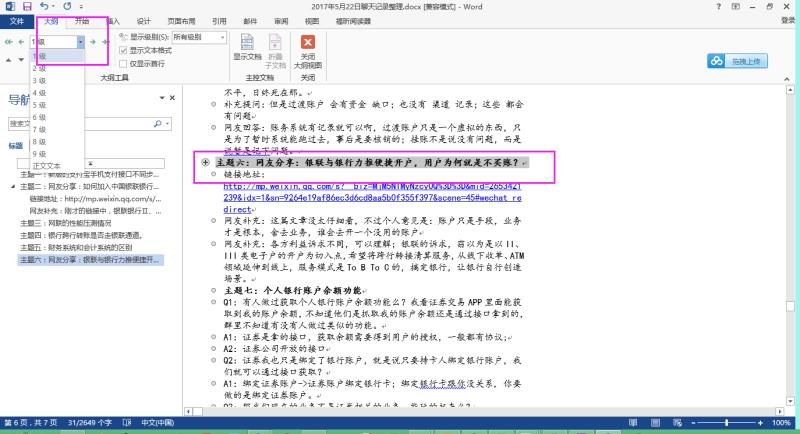 2017年5月22日聊天记录整理.docx [兼容模式] - Word
文件 大纲 开始 插入 设计 页面布局 引用 邮件 审阅 视图 福昕阅读器
登录
1 级
显示级别(S): 所有级别
显示文本格式
仅显示首行
大纲工具
显示文档
折叠子文档
主控文档
关闭大纲视图
关闭
拖拽上传
1 级
2 级
3 级
4 级
5 级
6 级
7 级
8 级
9 级
正文文本
导航
搜索文
标题
主题二：网友分享：如何加入中国银联银行...
链接地址：http://mp.weixin.qq.com/s/...
网友补充：刚才的链接中，银联银行II、...
主题三：网联的性能压测情况
主题四：银行跨行转账是否走银联通道。
主题五：财务系统和会计系统的区别
主题六：网友分享：银联与银行力推便捷开...
不平，日终死在那。
补充提问：但是过渡账户 会有资金 缺口；也没有 渠道 记录；这些 都会有问题
网友回答：账务系统有记录就可以啊，过渡账户只是一个虚拟的东西，只是为了暂时系统能跑过去，事后是要核销的；挂账不是说没有问题，而是说暂是记下问题。
主题六：网友分享：银联与银行力推便捷开户，用户为何就是不买账？
链接地址：
http://mp.weixin.qq.com/s?__biz=MjM5NTMyNzcvOQ%3D%3D&mid=2653421
239&idx=1&sn=9264e19af86ec3d6cd8aa5b0f355f397&scene=45#wechat_re
direct
网友补充：这篇文章没太仔细看，不过个人意见是：账户只是手段，业务才是根本，舍去业务，谁会去开一个没用的账户
网友补充：各方利益诉求不同，可以理解；银联的诉求，窃以为是以 II、
III 类电子户的开户为切入点,希望将跨行转接清算服务,从线下收单、ATM
领域延伸到线上，服务模式是 To B To C 的，搞定银行，让银行自行创造
场景。
主题七：个人银行账户余额功能
Q1：有人做过获取个人银行账户余额功能么？我看证券交易 APP 里面能获
取到我的账户余额,不知道他们是抓取我的账户余额还是通过接口拿到的，
群里不知道有没有人做过类似的功能。
A1：证券是拿的接口，获取余额需要得到用户的授权，一般都有协议;
A2：证券公司开放的接口
Q2：证券我也只是绑定了银行账户，就是说只要持卡人绑定银行账户，我
们就可以通过接口获取？
A1：绑定证券账户->证券账户绑定银行卡；绑定银行卡跟你没关系，你要
做的是绑定证券账户。
第 6 页，共 7 页 31/2649 个字 中文(中国)
100%